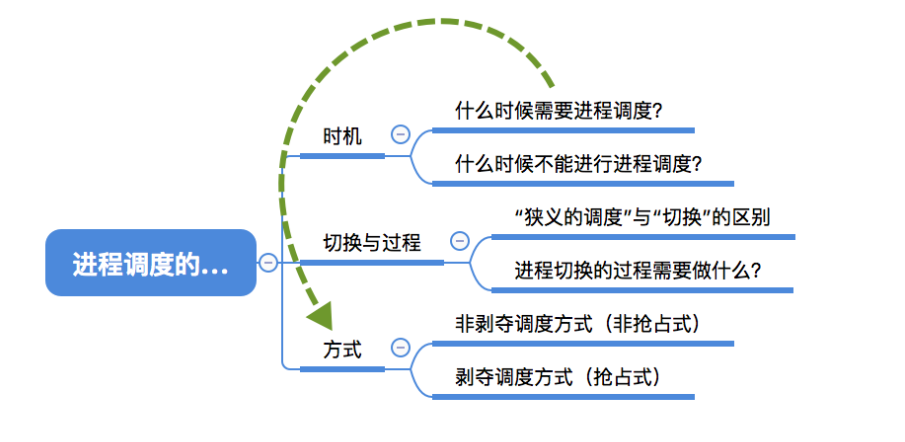 什么时候需要进程调度?
时机
什么时候不能进行进程调度?
“狭义的调度”与“切换”的区别
切换与过程
进程调度的...
进程切换的过程需要做什么?
非剥夺调度方式（非抢占式）
方式
剥夺调度方式（抢占式）